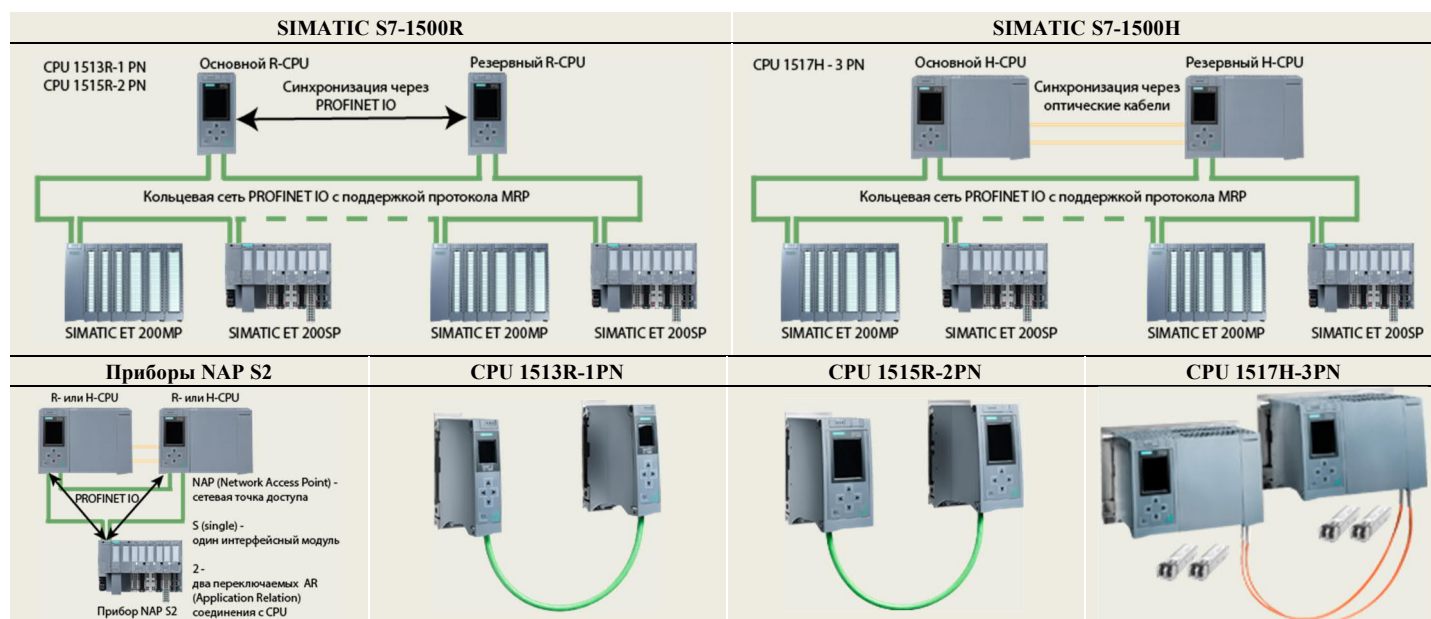 SIMATIC S7-1500R
SIMATIC S7-1500H
CPU 1513R-1 PN
CPU 1515R-2 PN
Основной R-CPU
Резервный R-CPU
Синхронизация через
PROFINET IO
Кольцевая сеть PROFINET IO с поддержкой протокола MRP
SIMATIC ET 200MP
SIMATIC ET 200SP
SIMATIC ET 200MP
SIMATIC ET 200SP
CPU 1517H - 3 PN
Основной H-CPU
Резервный H-CPU
Синхронизация через
оптические кабели
Кольцевая сеть PROFINET IO с поддержкой протокола MRP
SIMATIC ET 200MP
SIMATIC ET 200SP
SIMATIC ET 200MP
SIMATIC ET 200SP
Приборы NAP S2
CPU 1513R-1PN
CPU 1515R-2PN
CPU 1517H-3PN
R- или H-CPU
R- или H-CPU
PROFINET IO
NAP (Network Access Point) -
сетевая точка доступа
S (single) -
один интерфейсный модуль
2 -
два переключаемых AR
(Application Relation)
соединения с CPU
Прибор NAP S2